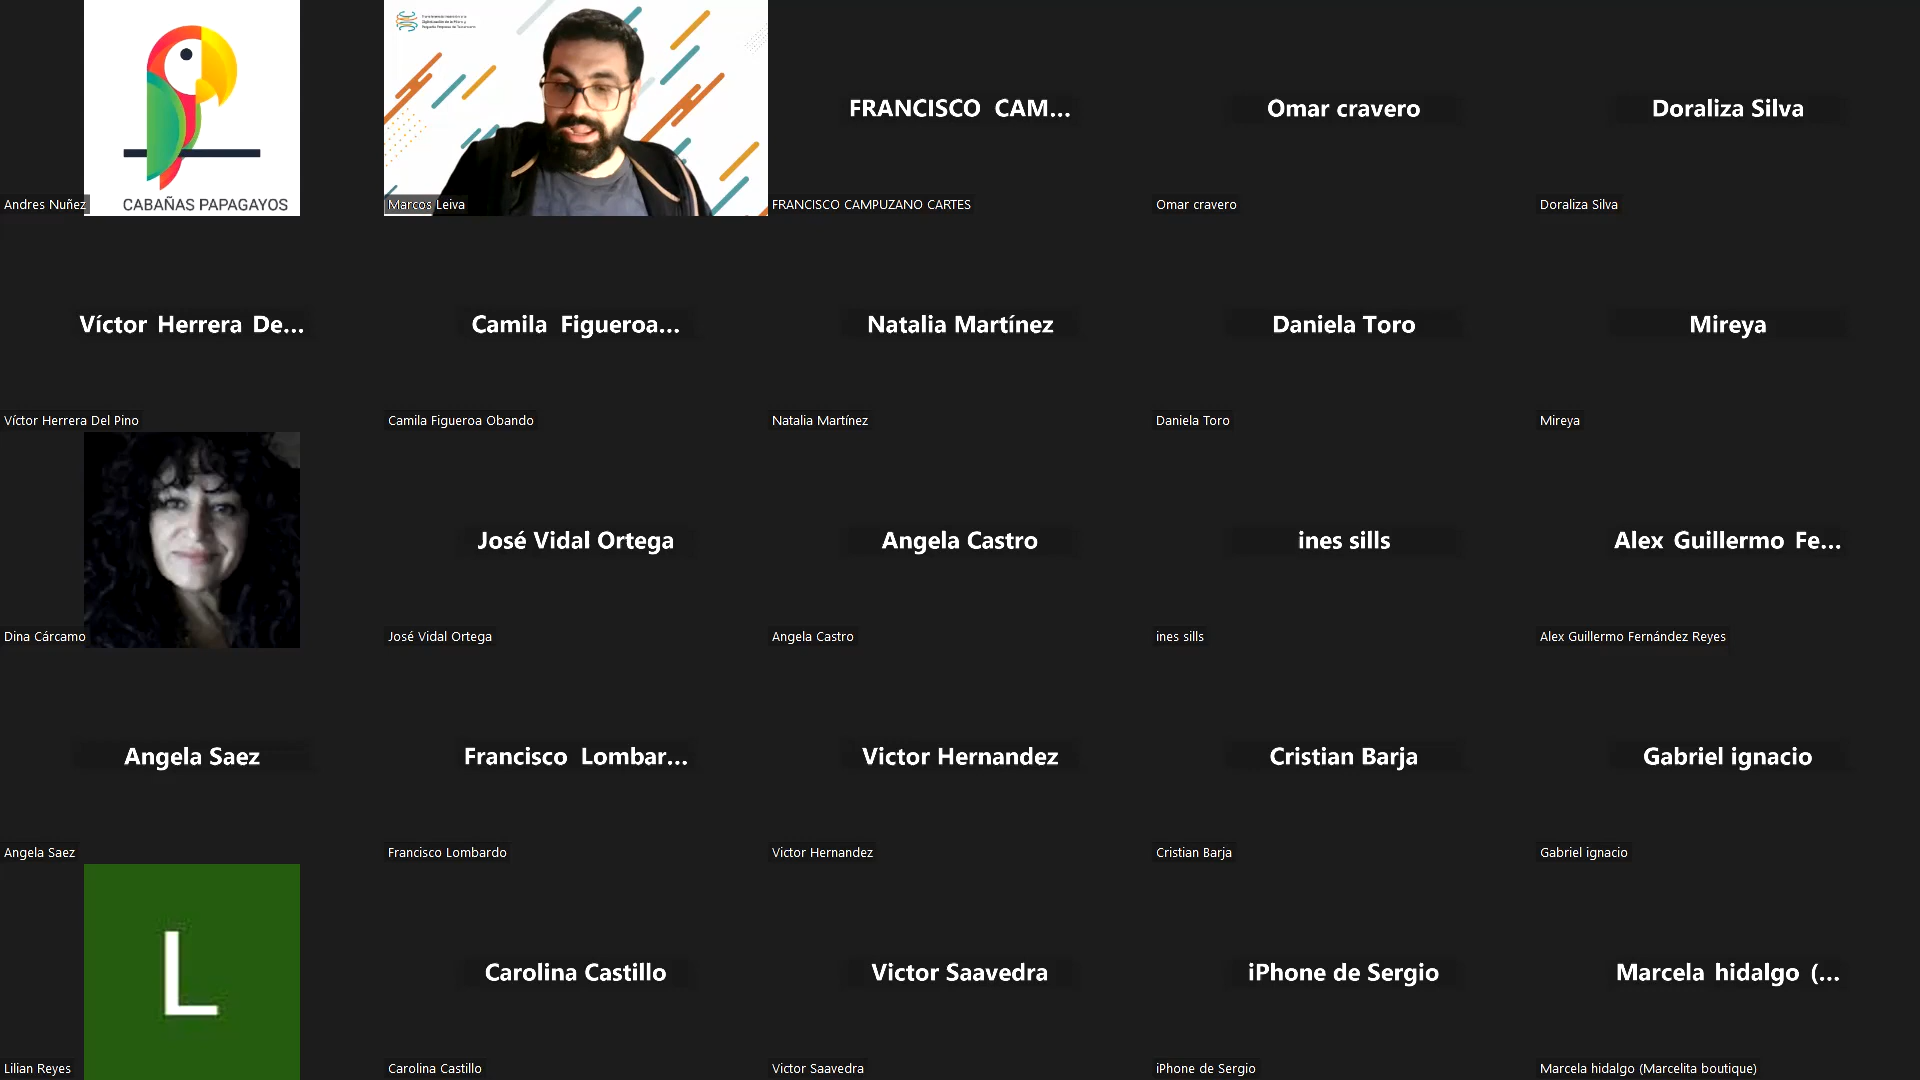 CABAÑAS PAPAGAYOS
Andres Nuñez
Marcos Leiva
FRANCISCO CAM...
FRANCISCO CAMPUZANO CARTES
Omar cravero
Omar cravero
Doraliza Silva
Doraliza Silva
Víctor Herrera De...
Víctor Herrera Del Pino
Camila Figueroa...
Camila Figueroa Obando
Natalia Martínez
Natalia Martínez
Daniela Toro
Daniela Toro
Mireya
Mireya
Dina Cárcamo
José Vidal Ortega
José Vidal Ortega
Angela Castro
Angela Castro
ines sills
ines sills
Alex Guillermo Fe...
Alex Guillermo Fernández Reyes
Angela Saez
Angela Saez
Francisco Lombar...
Francisco Lombardo
Victor Hernandez
Victor Hernandez
Cristian Barja
Cristian Barja
Gabriel ignacio
Gabriel ignacio
L
Lilian Reyes
Carolina Castillo
Carolina Castillo
Victor Saavedra
Victor Saavedra
iPhone de Sergio
iPhone de Sergio
Marcela hidalgo (...
Marcela hidalgo (Marcelita boutique)